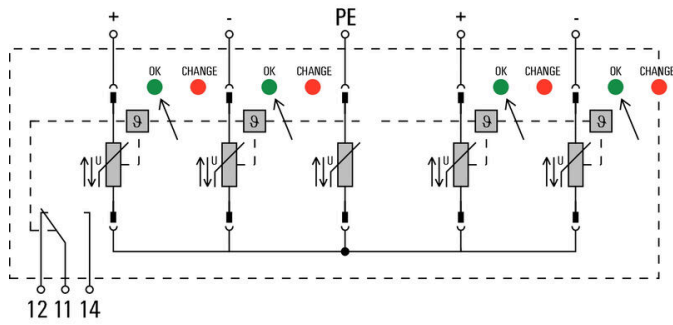 + - PE + -
OK CHANGE OK CHANGE OK CHANGE OK CHANGE
ϑ ϑ ϑ ϑ
U U U U U
12 11 14